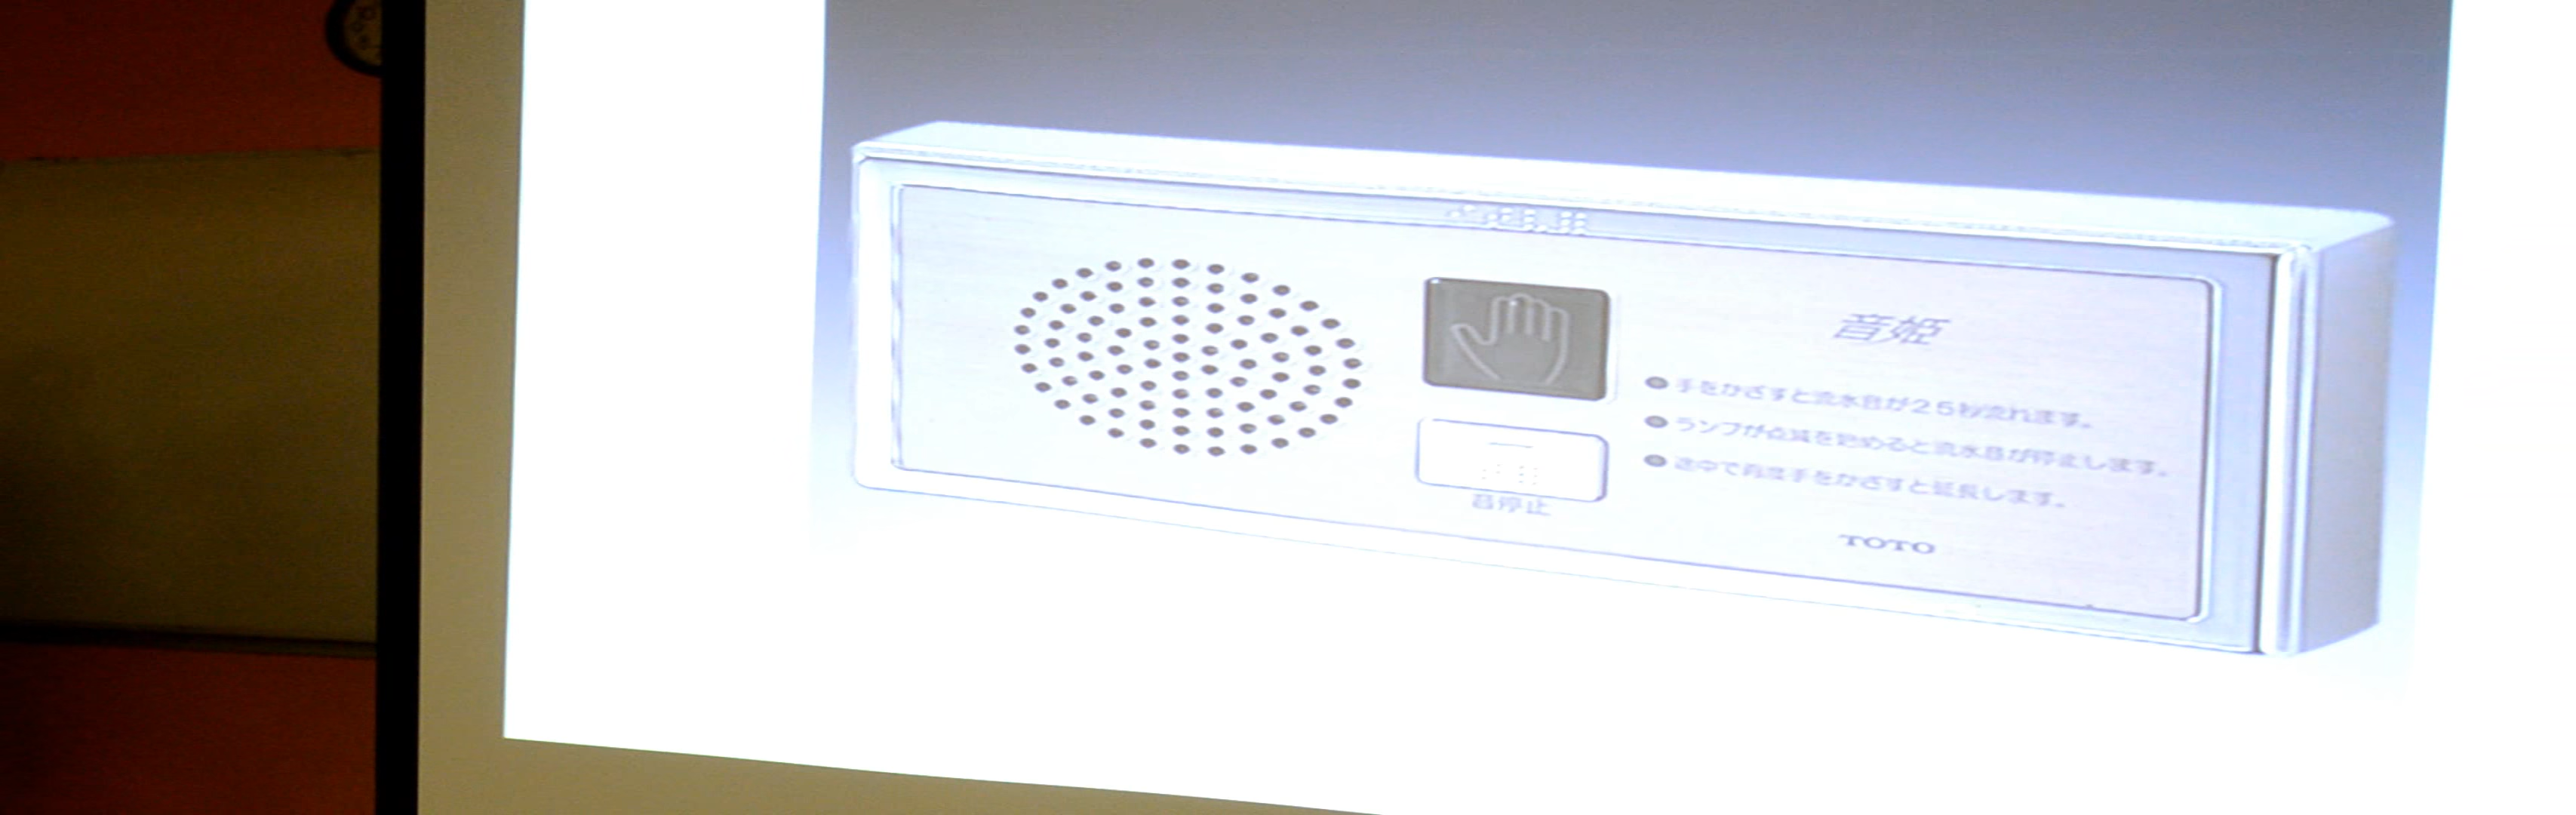 音姫
●手をかざすと流水音が25秒流れます。
●ランプが点滅を始めると流水音が停止します。
●途中で再度手をかざすと延長します。
音停止
TOTO